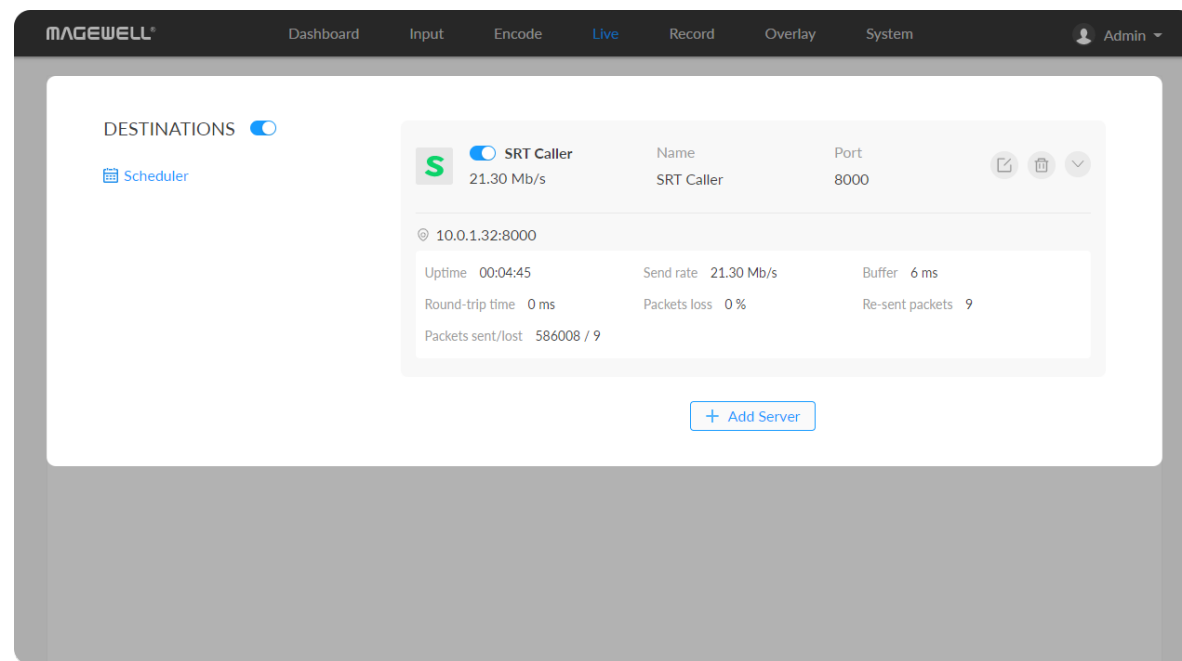 MAGEWELL®
Dashboard Input Encode Live Record Overlay System Admin
DESTINATIONS
Scheduler
S
SRT Caller
21.30 Mb/s
Name
SRT Caller
Port
8000
10.0.1.32:8000
Uptime 00:04:45 Send rate 21.30 Mb/s Buffer 6 ms
Round-trip time 0 ms Packets loss 0 % Re-sent packets 9
Packets sent/lost 586008 / 9
+ Add Server